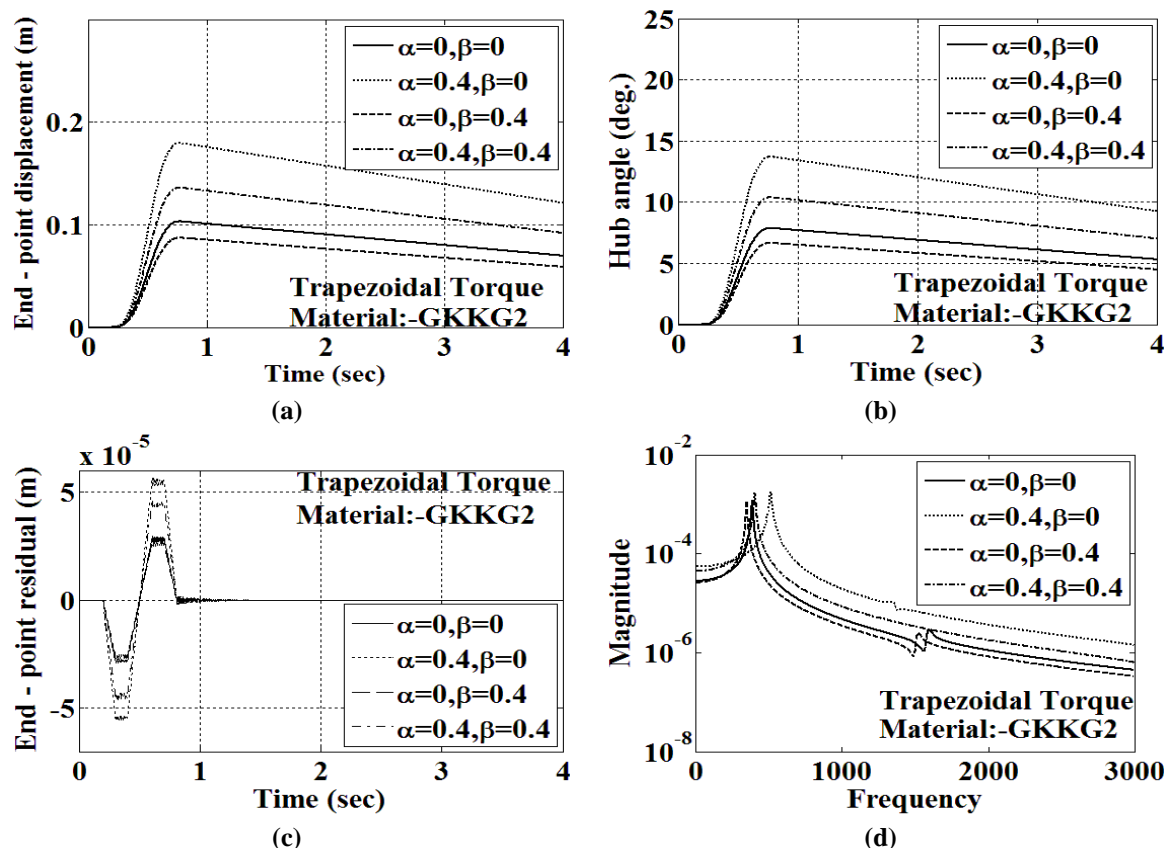 End - point displacement (m)
0.2
0.1
0
0 1 2 3 4
Time (sec)
α=0,β=0
α=0.4,β=0
α=0,β=0.4
α=0.4,β=0.4
Trapezoidal Torque
Material:-GKKG2
(a)
Hub angle (deg.)
25
20
15
10
5
0
0 1 2 3 4
Time (sec)
α=0,β=0
α=0.4,β=0
α=0,β=0.4
α=0.4,β=0.4
Trapezoidal Torque
Material:-GKKG2
(b)
End - point residual (m)
x 10-5
5
0
-5
0 1 2 3 4
Time (sec)
Trapezoidal Torque
Material:-GKKG2
α=0,β=0
α=0.4,β=0
α=0,β=0.4
α=0.4,β=0.4
(c)
Magnitude
10-2
10-4
10-6
10-8
0 1000 2000 3000
Frequency
α=0,β=0
α=0.4,β=0
α=0,β=0.4
α=0.4,β=0.4
Trapezoidal Torque
Material:-GKKG2
(d)